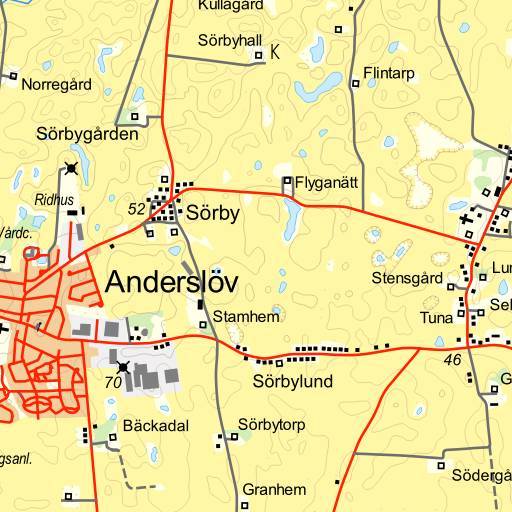 Kullagård
Sörbyhall
K
Flintarp
Norregård
Sörbygården
Flyganätt
Ridhus
52
Sörby
Vårdc.
Anderslöv
Stensgård
Lun
Stamhem
Tuna
Sel
46
70
Sörbylund
G
Bäckadal
Sörbytorp
gsanl.
Södergå
Granhem